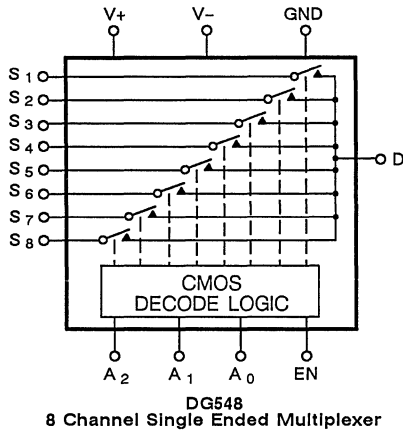 V+ V- GND
S1
S2
S3
S4
S5
S6
S7
S8
D
CMOS
DECODE LOGIC
A2 A1 A0 EN
DG548
8 Channel Single Ended Multiplexer